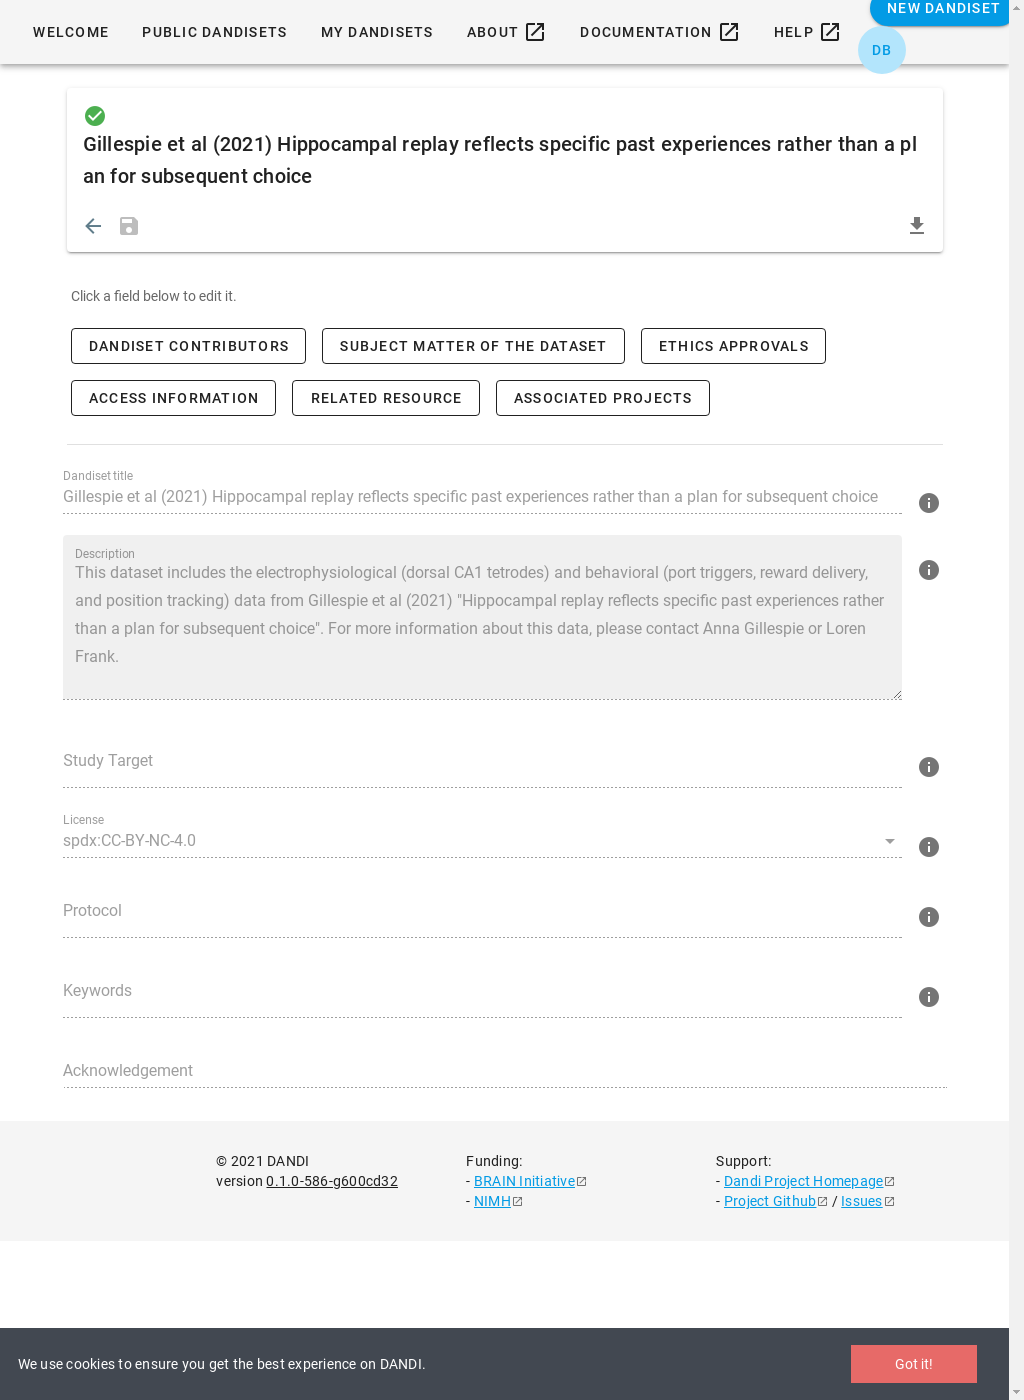 WELCOME PUBLIC DANDISETS MY DANDISETS ABOUT DOCUMENTATION HELP NEW DANDISET
DB
Gillespie et al (2021) Hippocampal replay reflects specific past experiences rather than a pl
an for subsequent choice
Click a field below to edit it.
DANDISET CONTRIBUTORS SUBJECT MATTER OF THE DATASET ETHICS APPROVALS
ACCESS INFORMATION RELATED RESOURCE ASSOCIATED PROJECTS
Dandiset title
Gillespie et al (2021) Hippocampal replay reflects specific past experiences rather than a plan for subsequent choice
Description
This dataset includes the electrophysiological (dorsal CA1 tetrodes) and behavioral (port triggers, reward delivery,
and position tracking) data from Gillespie et al (2021) "Hippocampal replay reflects specific past experiences rather
than a plan for subsequent choice". For more information about this data, please contact Anna Gillespie or Loren
Frank.
Study Target
License
spdx:CC-BY-NC-4.0
Protocol
Keywords
Acknowledgement
© 2021 DANDI
version 0.1.0-586-g600cd32
Funding:
- BRAIN Initiative
- NIMH
Support:
- Dandi Project Homepage
- Project Github / Issues
We use cookies to ensure you get the best experience on DANDI.
Got it!